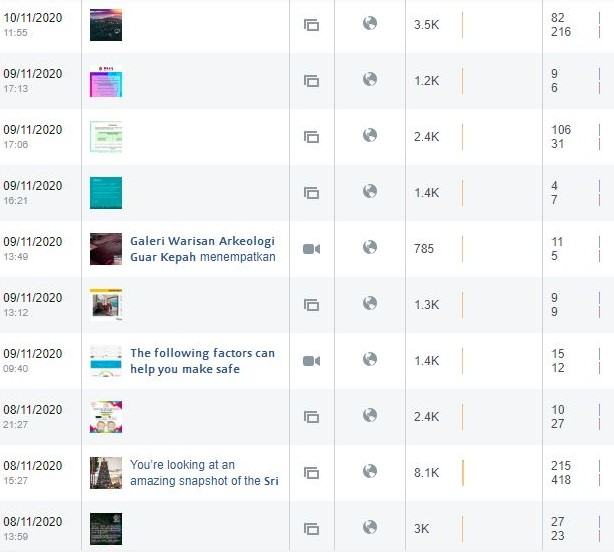 10/11/2020
11:55
3.5K
82
216
09/11/2020
17:13
1.2K
9
6
09/11/2020
17:06
2.4K
106
31
09/11/2020
16:21
1.4K
4
7
09/11/2020
13:49
Galeri Warisan Arkeologi
Guar Kepah menempatkan
785
11
5
09/11/2020
13:12
1.3K
9
9
09/11/2020
09:40
The following factors can
help you make safe
1.4K
15
12
08/11/2020
21:27
2.4K
10
27
08/11/2020
15:27
You're looking at an
amazing snapshot of the Sri
8.1K
215
418
08/11/2020
13:59
3K
27
23